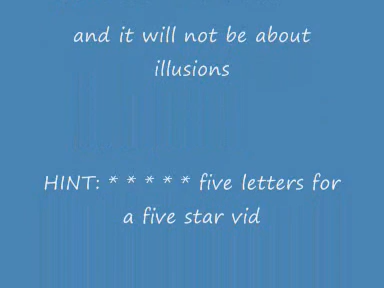 and it will not be about
illusions
HINT: * * * * * five letters for
a five star vid